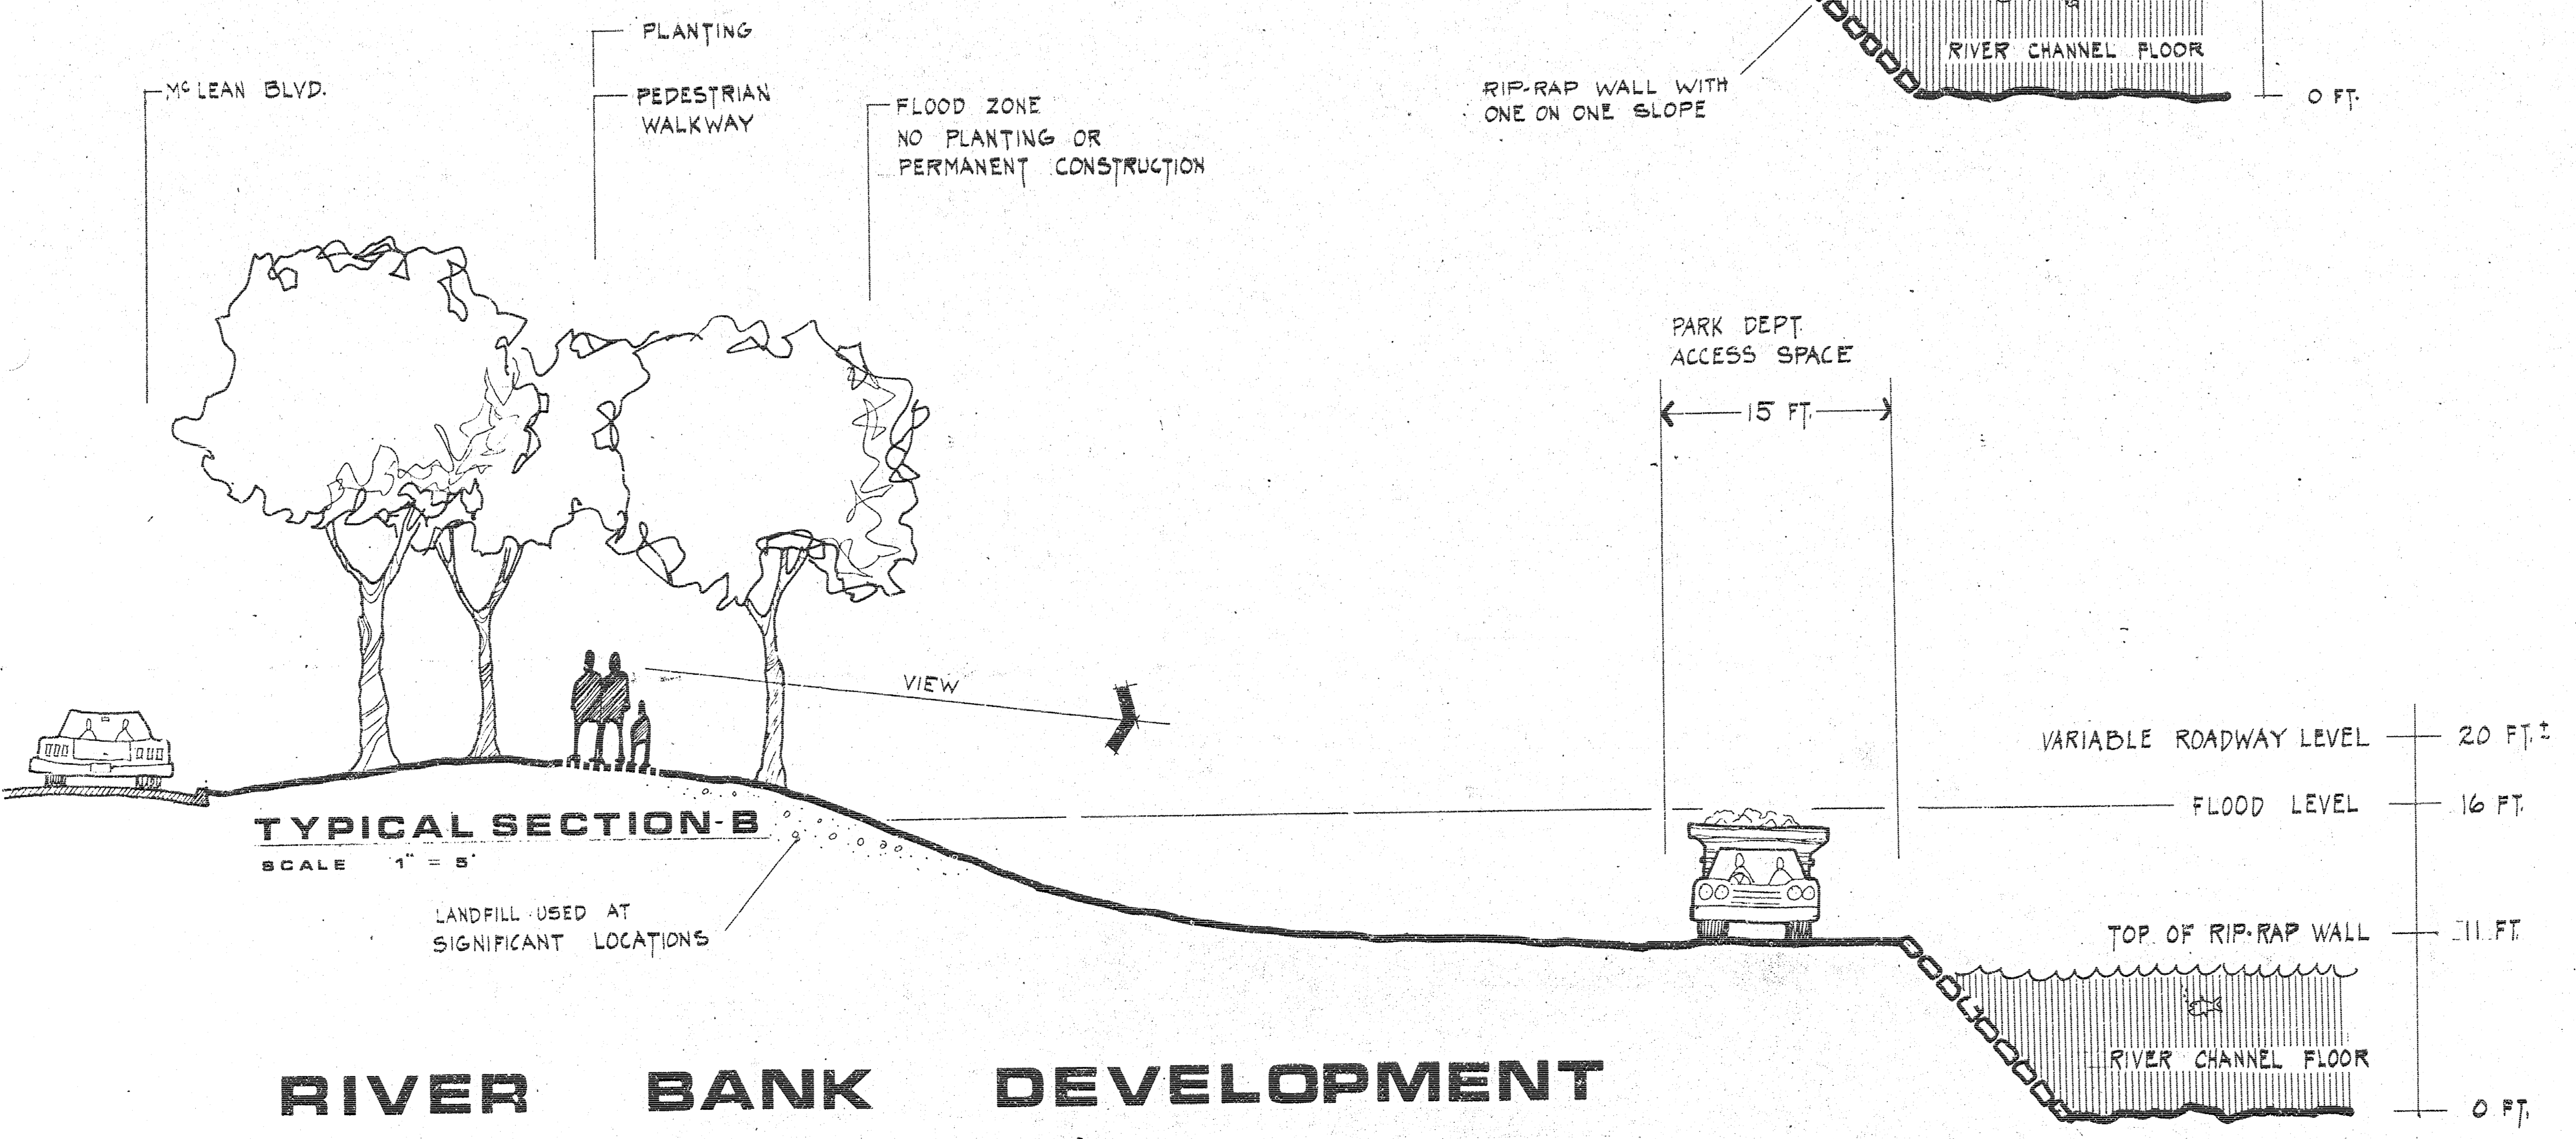 PLANTING
PEDESTRIAN
WALKWAY
Mc LEAN BLVD.
FLOOD ZONE
NO PLANTING OR
PERMANENT CONSTRUCTION
RIP-RAP WALL WITH
ONE ON ONE SLOPE
RIVER CHANNEL FLOOR
0 FT.
PARK DEPT.
ACCESS SPACE
15 FT.
VIEW
VARIABLE ROADWAY LEVEL
20 FT.±
FLOOD LEVEL
16 FT.
TOP OF RIP-RAP WALL
11 FT.
RIVER CHANNEL FLOOR
0 FT.
TYPICAL SECTION-B
SCALE 1" = 5'
LANDFILL USED AT
SIGNIFICANT LOCATIONS
RIVER BANK DEVELOPMENT